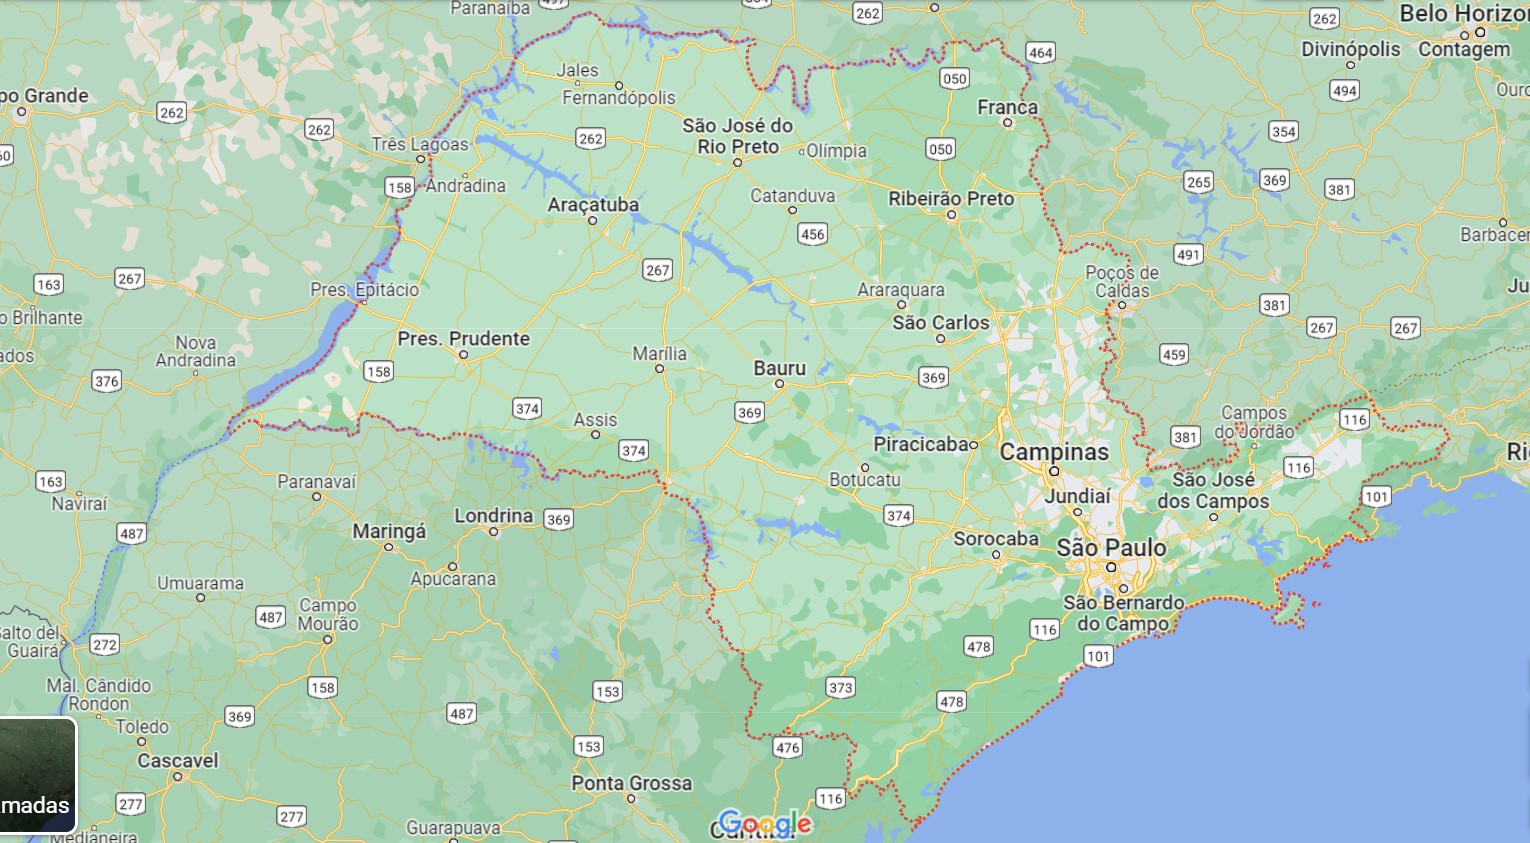 Paranaíba
262
262
Belo Horizo
Divinópolis
Contagem
464
050
494
Ouro
Jales
Fernandópolis
po Grande
262
262
Franca
354
Três Lagoas
262
São José do
Rio Preto
Olímpia
050
60
158
Andradina
265
369
381
Araçatuba
Catanduva
Ribeirão Preto
456
Barbacen
491
163
267
267
Pres. Epitácio
Araraquara
Poços de
Caldas
Ju
381
o Brilhante
São Carlos
267
267
Nova
Andradina
Pres. Prudente
Marília
ados
459
376
158
Bauru
369
374
369
Assis
Campos
do Jordão
116
374
Piracicaba
Campinas
381
116
163
Naviraí
Paranavaí
Botucatu
Jundiaí
São José
dos Campos
101
Ri
487
Maringá
Londrina
369
374
Sorocaba
São Paulo
Umuarama
Apucarana
São Bernardo
do Campo
487
Campo
Mourão
Salto del
Guairá
272
116
478
101
Mal. Cândido
Rondon
158
153
373
478
Toledo
369
487
Cascavel
153
476
Ponta Grossa
madas
277
277
116
Medianeira
Guarapuava
Google